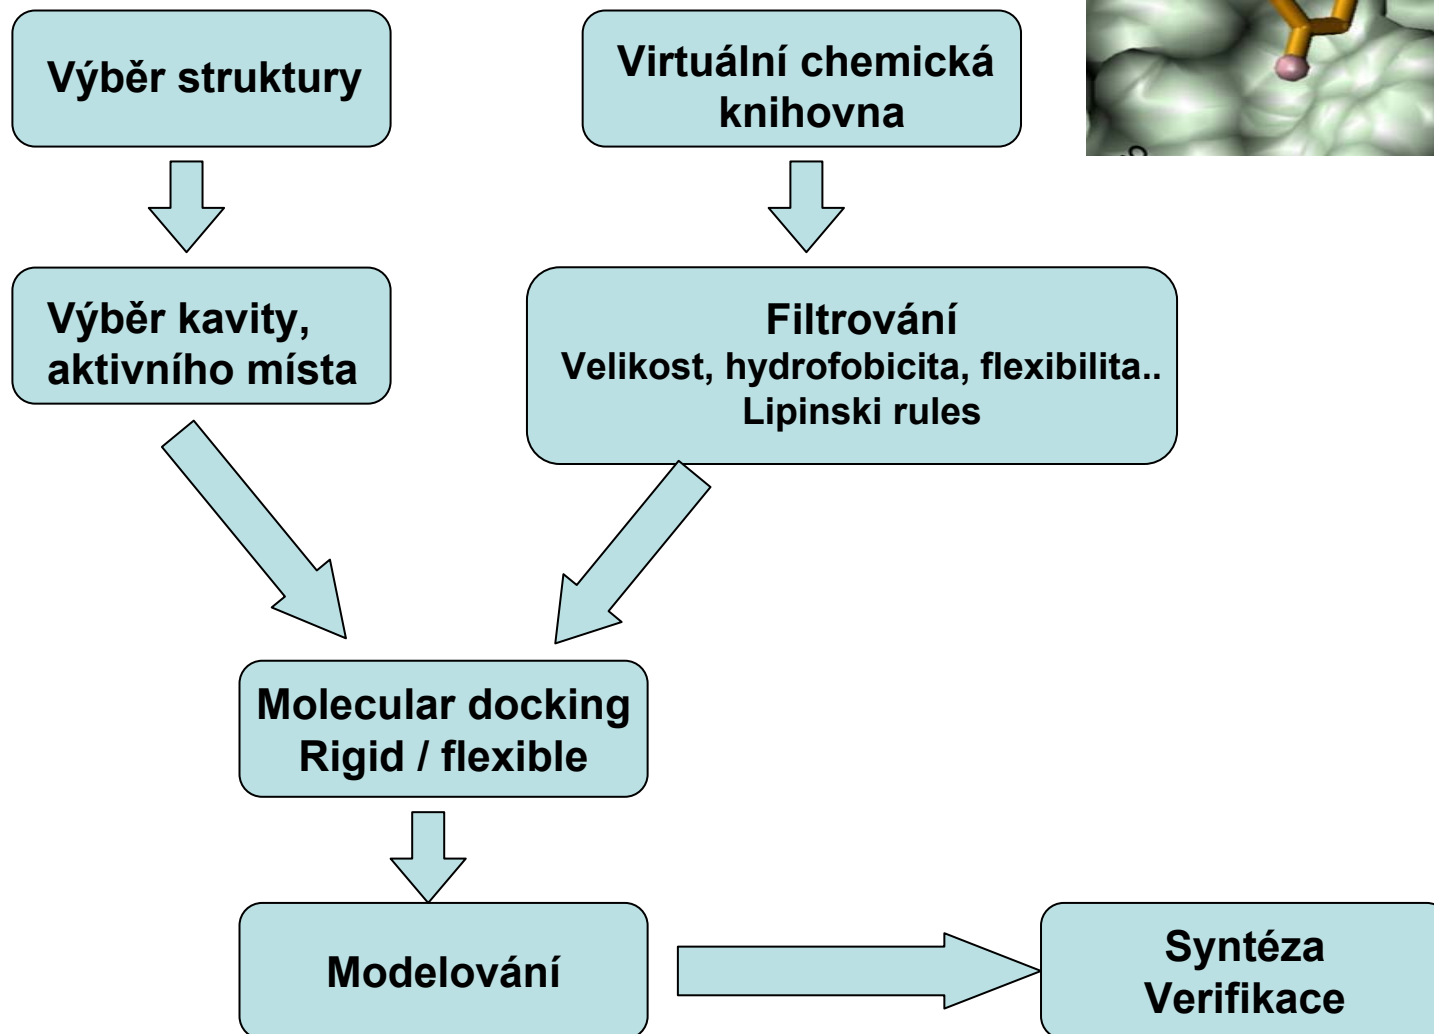 Výběr struktury
Virtuální chemická
knihovna
Výběr kavity,
aktivního místa
Filtrování
Velikost, hydrofobicita, flexibilita..
Lipinski rules
Molecular docking
Rigid / flexible
Modelování
Syntéza
Verifikace